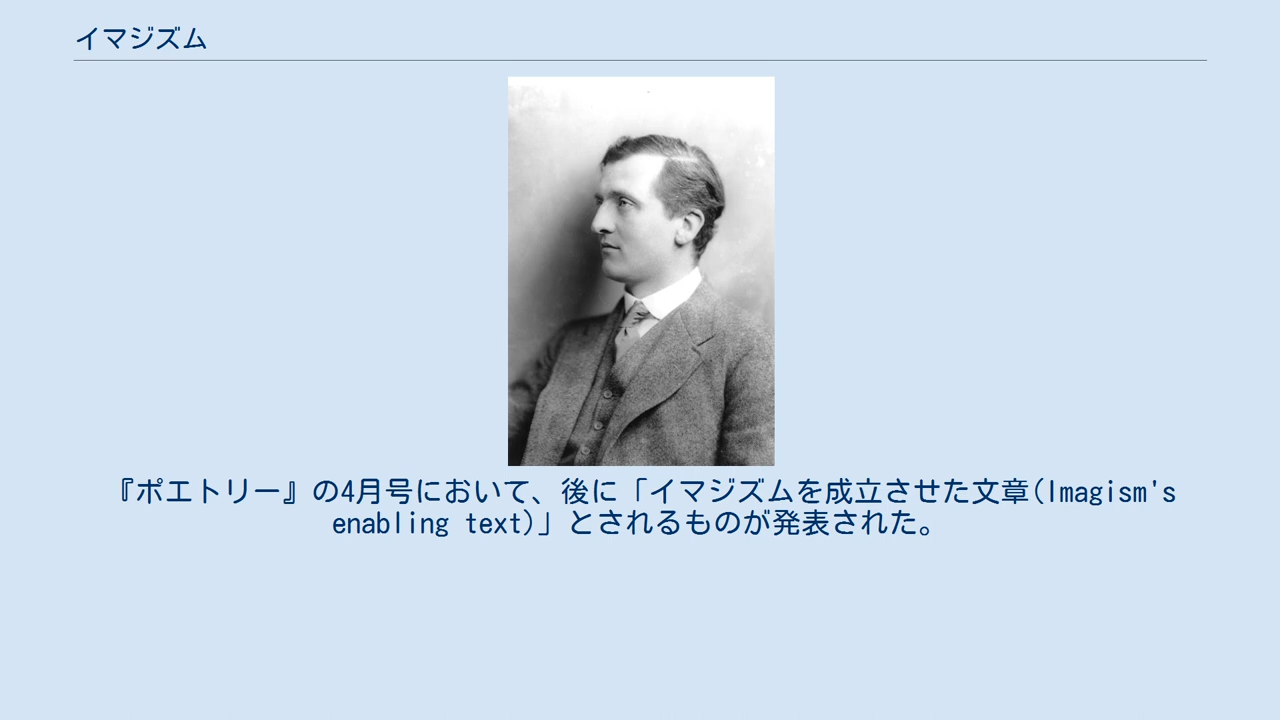 イマジズム
『ポエトリー』の4月号において、後に「イマジズムを成立させた文章(Imagism's
enabling text)」とされるものが発表された。